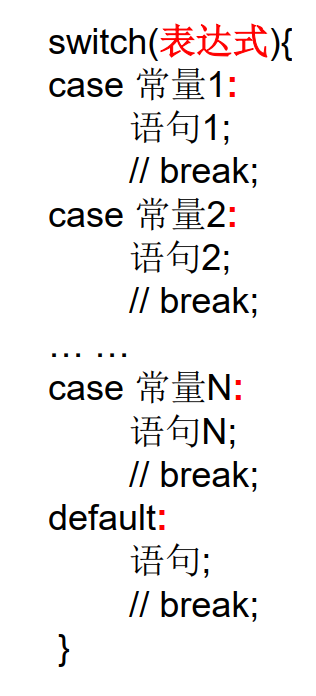 switch(表达式){
case 常量1:
语句1;
// break;
case 常量2:
语句2;
// break;
… …
case 常量N:
语句N;
// break;
default:
语句;
// break;
}